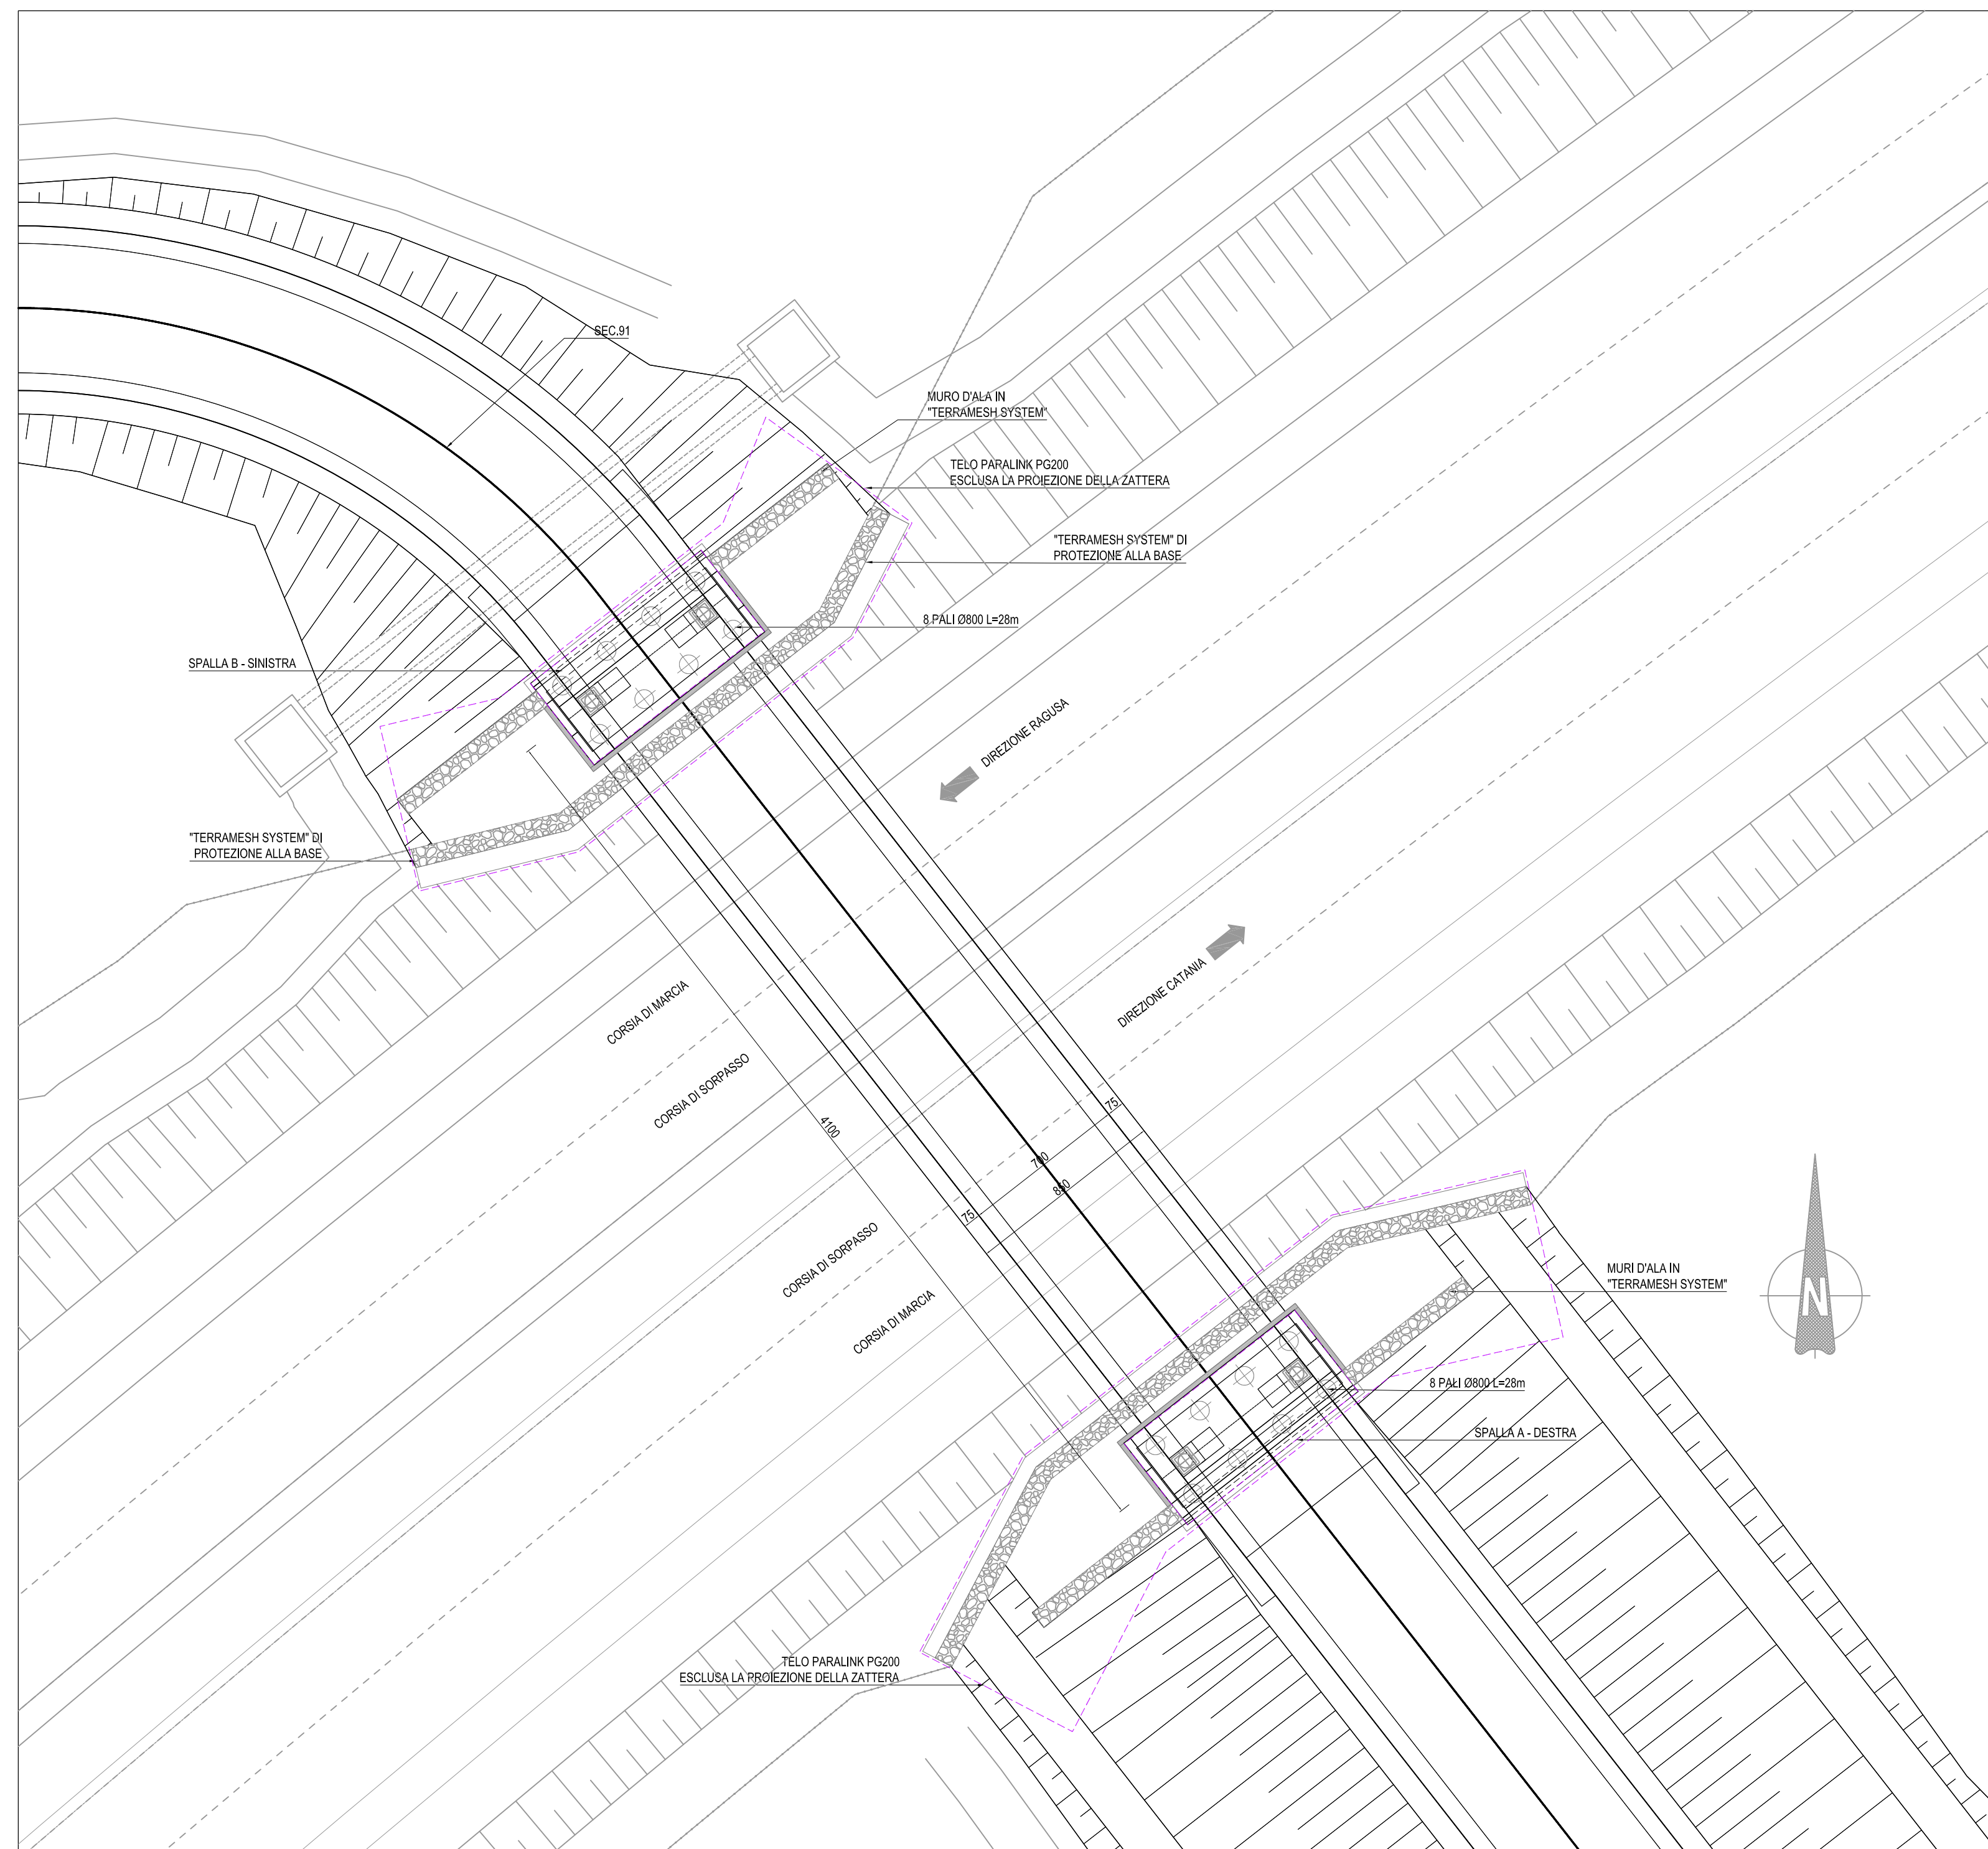 SEC.91
MURO D'ALA IN
"TERRAMESH SYSTEM"
TELO PARALINK PG200
ESCLUSA LA PROIEZIONE DELLA ZATTERA
"TERRAMESH SYSTEM" DI
PROTEZIONE ALLA BASE
8 PALI Ø800 L=28m
SPALLA B - SINISTRA
DIREZIONE RAGUSA
"TERRAMESH SYSTEM" DI
PROTEZIONE ALLA BASE
DIREZIONE CATANIA
CORSIA DI MARCIA
CORSIA DI SORPASSO
4100
75
700
850
75
CORSIA DI SORPASSO
CORSIA DI MARCIA
N
MURI D'ALA IN
"TERRAMESH SYSTEM"
8 PALI Ø800 L=28m
SPALLA A - DESTRA
TELO PARALINK PG200
ESCLUSA LA PROIEZIONE DELLA ZATTERA